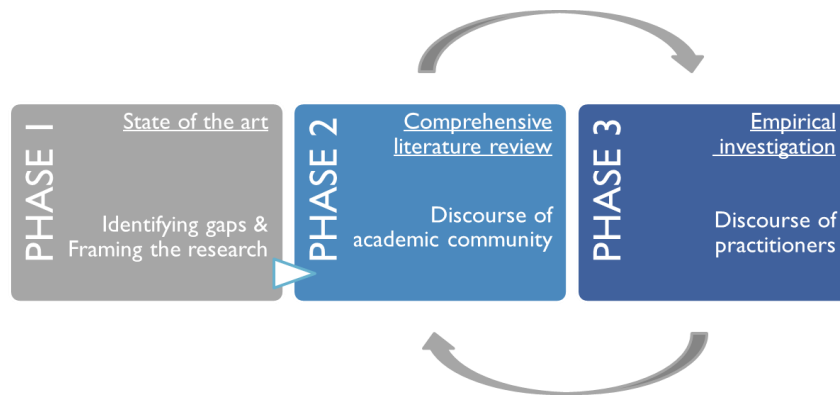 PHASE 1
State of the art
Identifying gaps &
Framing the research
PHASE 2
Comprehensive
literature review
Discourse of
academic community
PHASE 3
Empirical
investigation
Discourse of
practitioners